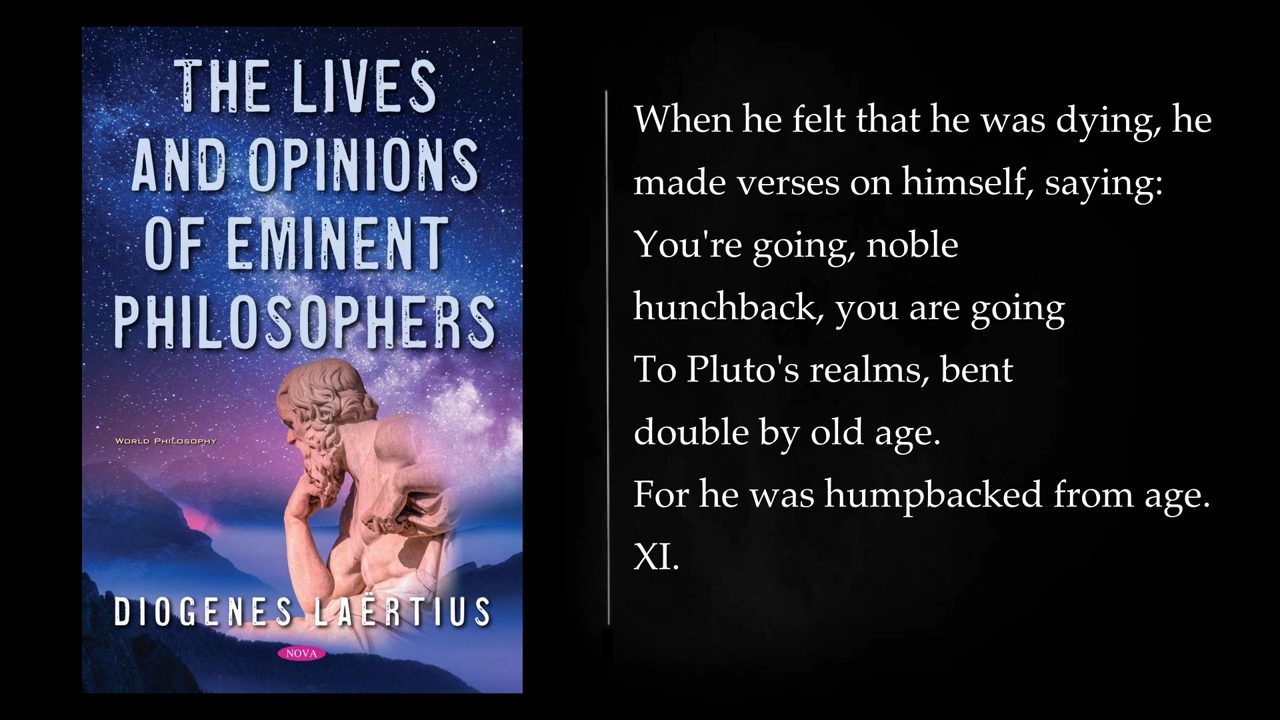 THE LIVES
AND OPINIONS
OF EMINENT
PHILOSOPHERS
WORLD PHILOSOPHY
DIOGENES LAËRTIUS
NOVA
When he felt that he was dying, he
made verses on himself, saying:
You're going, noble
hunchback, you are going
To Pluto's realms, bent
double by old age.
For he was humpbacked from age.
XI.